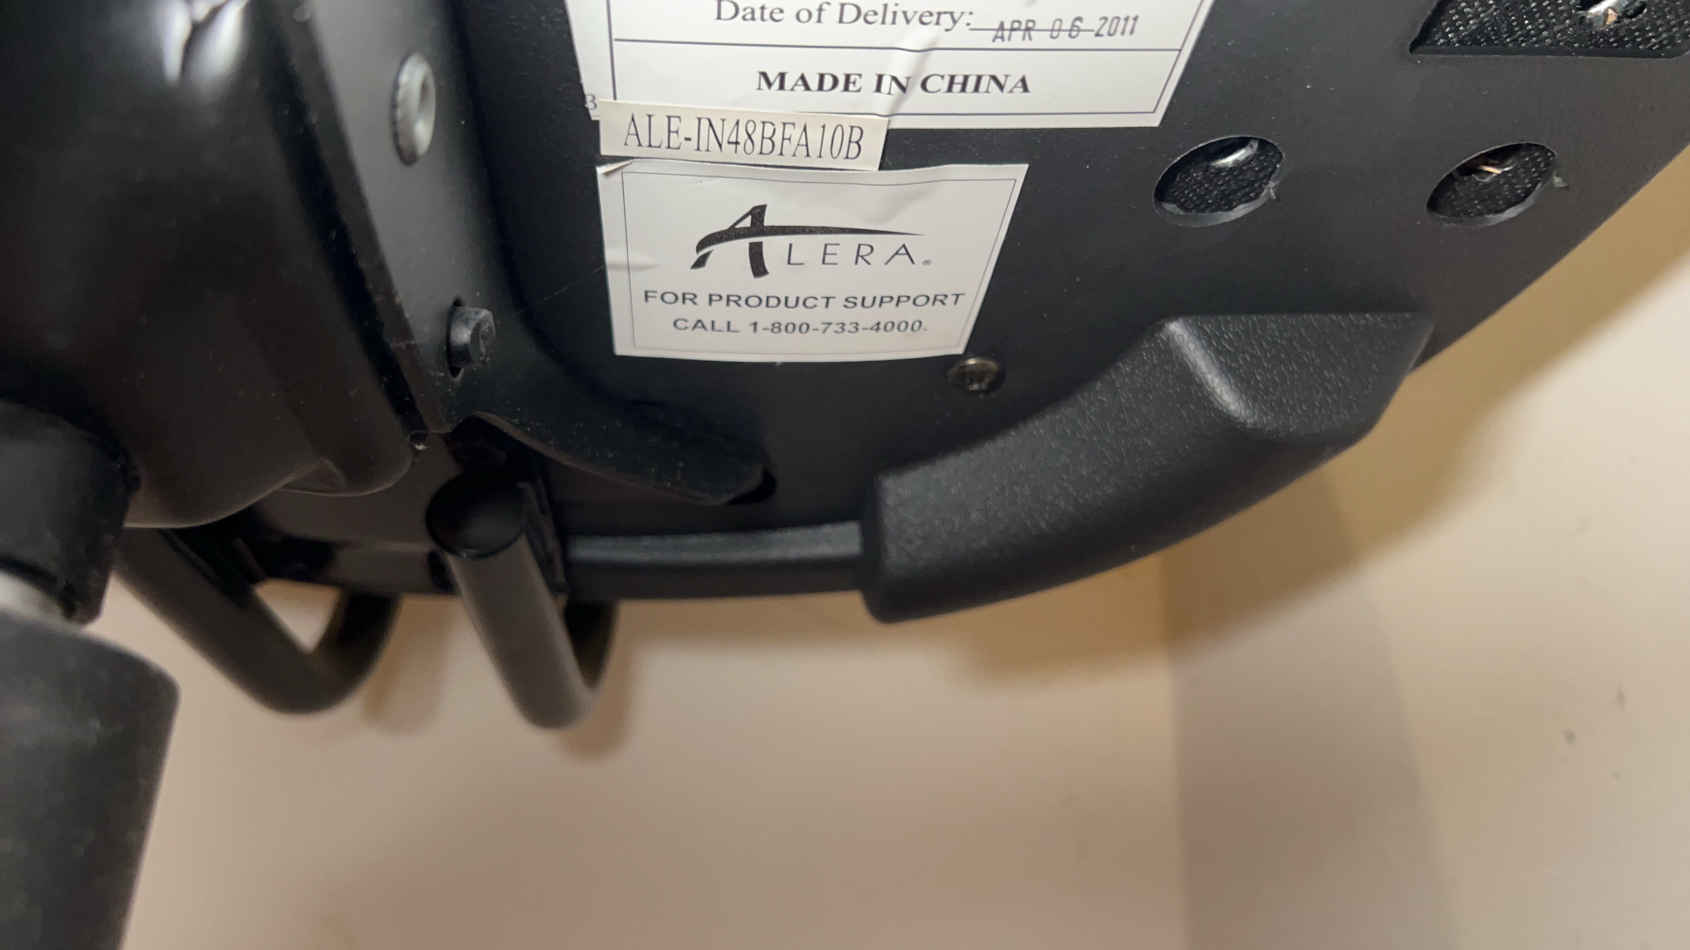 Date of Delivery: APR 06 2011
MADE IN CHINA
B
ALE-IN48BFA10B
ALERA®
FOR PRODUCT SUPPORT
CALL 1-800-733-4000.